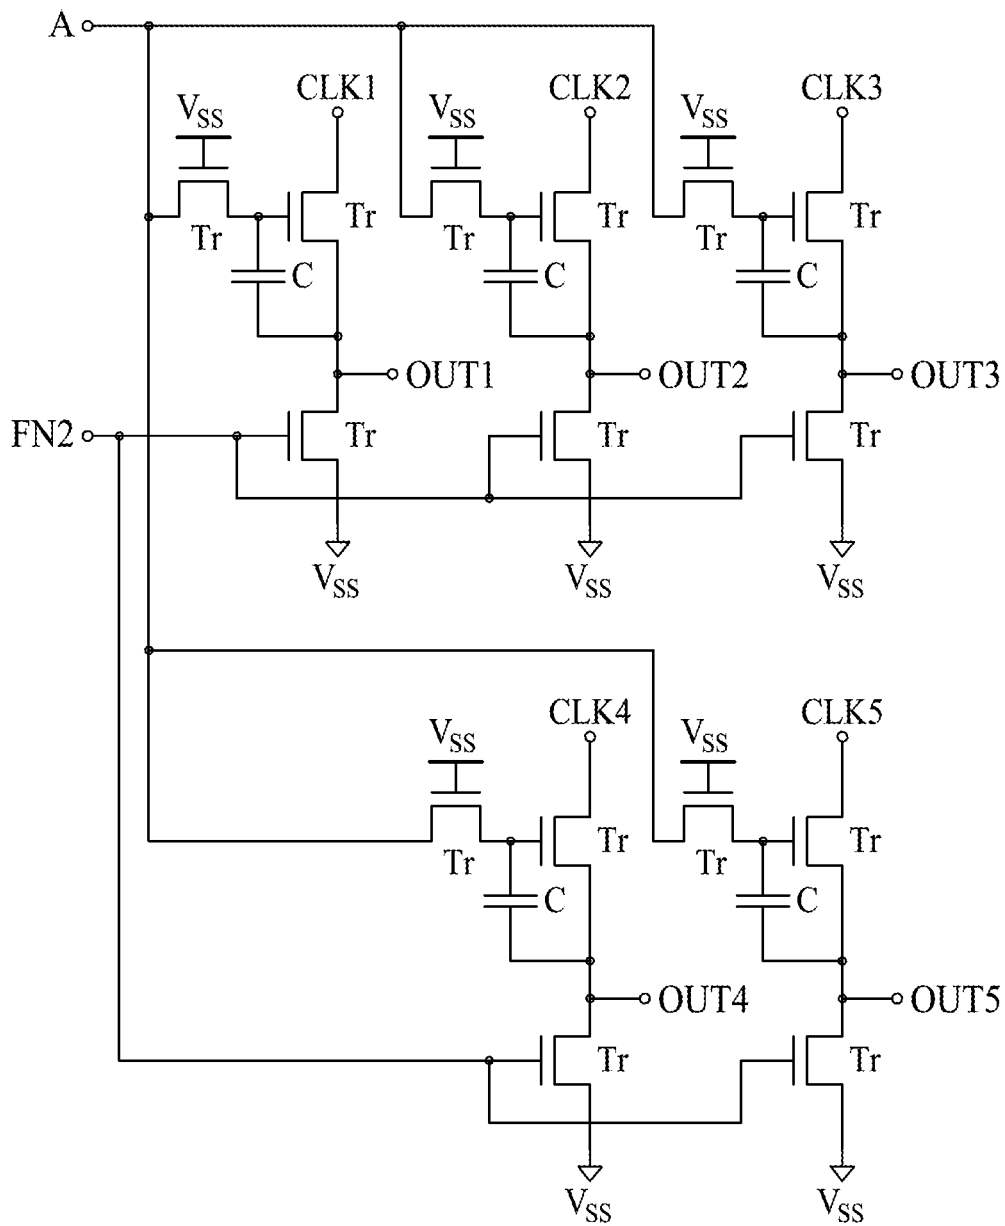 A
CLK1 CLK2 CLK3
VSS VSS VSS
Tr Tr Tr
Tr Tr Tr
C C C
OUT1 OUT2 OUT3
FN2 Tr Tr Tr
VSS VSS VSS
CLK4 CLK5
VSS VSS
Tr Tr
Tr Tr
C C
OUT4 OUT5
Tr Tr
VSS VSS